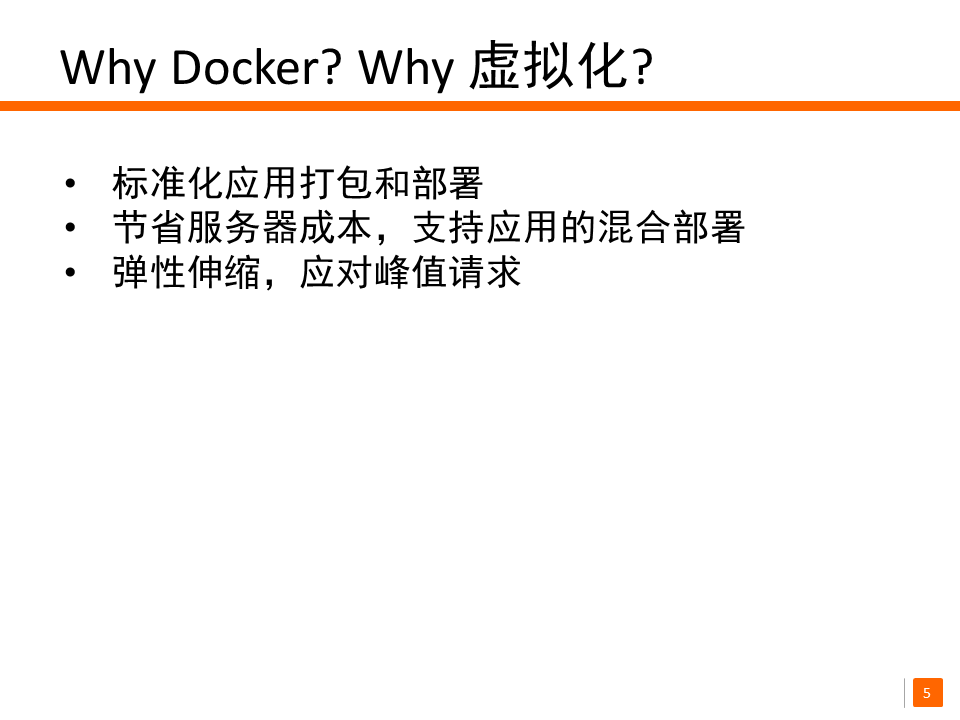 Why Docker? Why 虚拟化?
• 标准化应用打包和部署
• 节省服务器成本，支持应用的混合部署
• 弹性伸缩，应对峰值请求
5